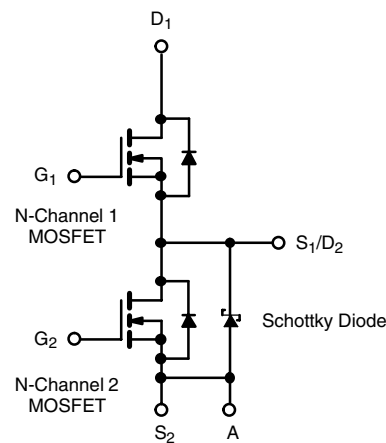 D1
G1
N-Channel 1
MOSFET
S1/D2
Schottky Diode
G2
N-Channel 2
MOSFET
S2
A